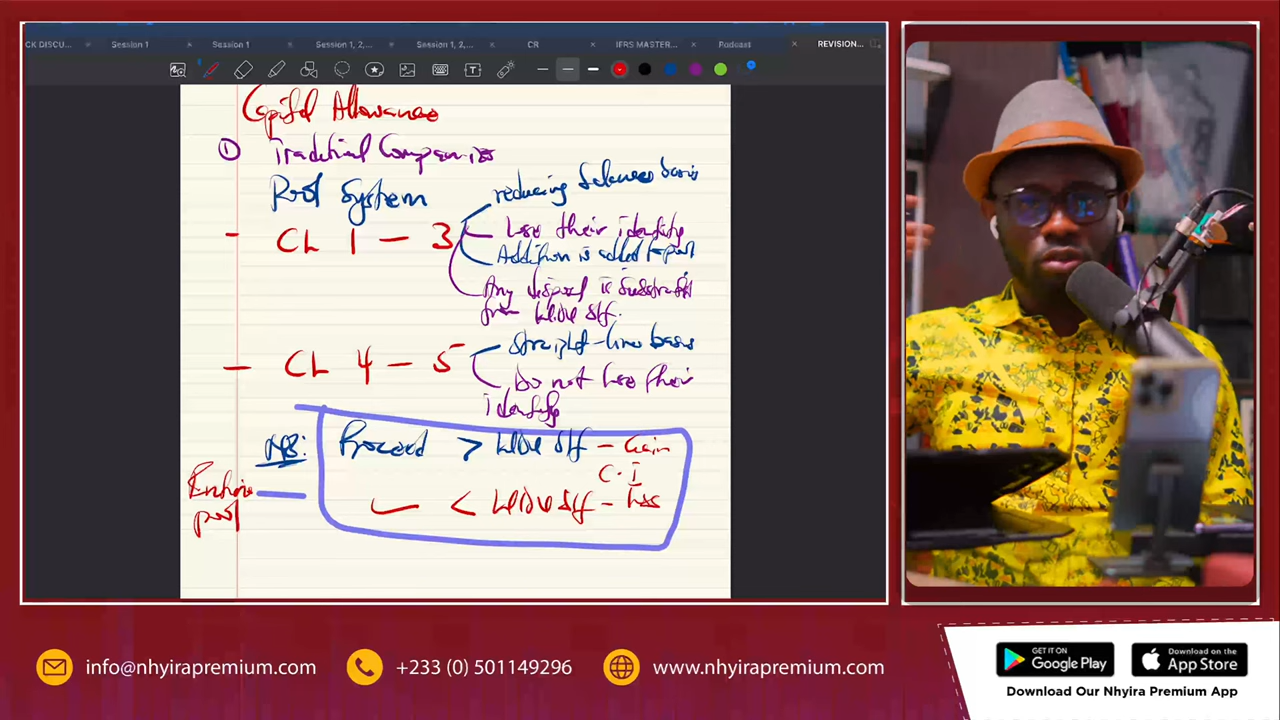 CK DISCU...
Session 1
Session 1
Session 1, 2,...
Session 1, 2,...
CR
IFRS MASTER...
Podcast
REVISION...
Capital Allowance
① Traditional Companies
Pool System
reducing balance basis
- CL 1 - 3
Lose their identity
Addition is added to pool
Any disposal is subtracted
from WDV b/f.
- CL 4 - 5
Straight-line basis
Do not lose their
identity
NB:
Proceed > WDV b/f - Gain
C.I
Entire
pool
< WDV b/f - loss
info@nhyirapremium.com
+233 (0) 501149296
www.nhyirapremium.com
GET IT ON
Google Play
Download on the
App Store
Download Our Nhyira Premium App